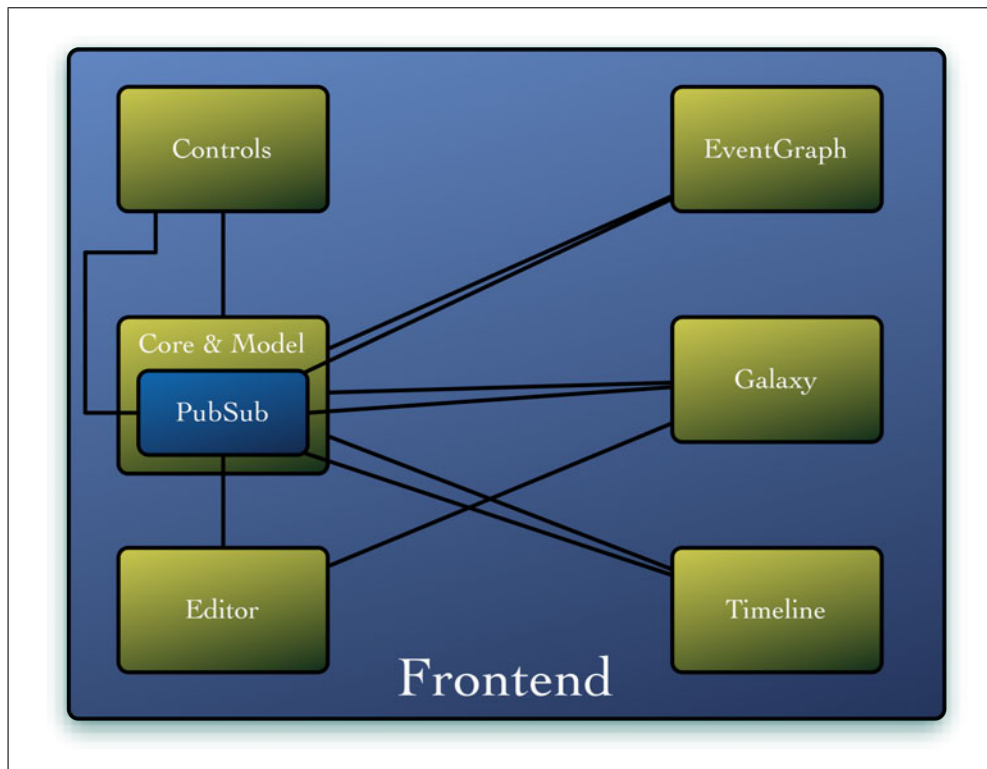 Controls
EventGraph
Core & Model
PubSub
Galaxy
Editor
Timeline
Frontend